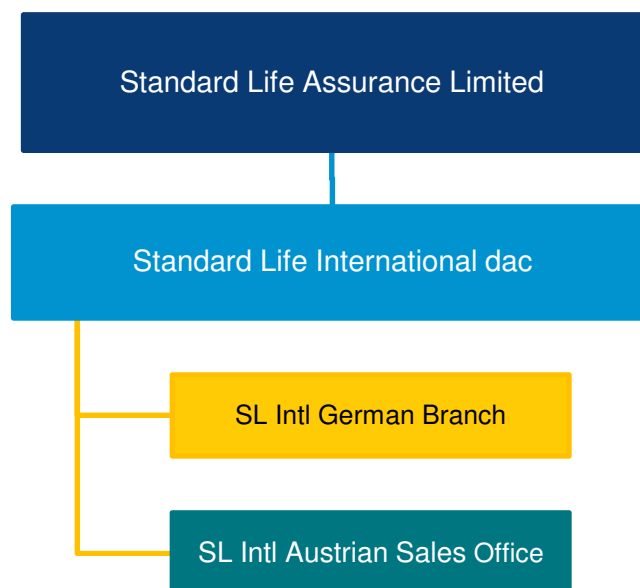 Standard Life Assurance Limited
Standard Life International dac
SL Intl German Branch
SL Intl Austrian Sales Office